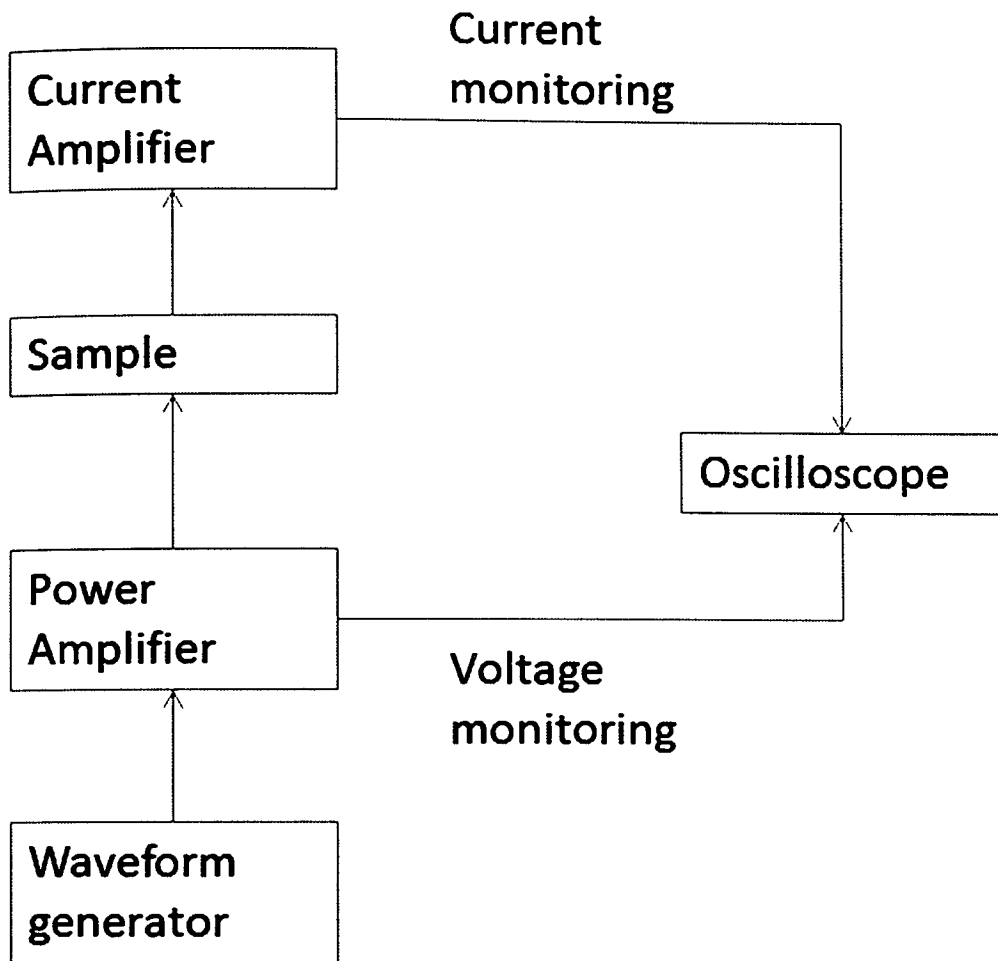 Current
monitoring
Current
Amplifier
Sample
Oscilloscope
Power
Amplifier
Voltage
monitoring
Waveform
generator